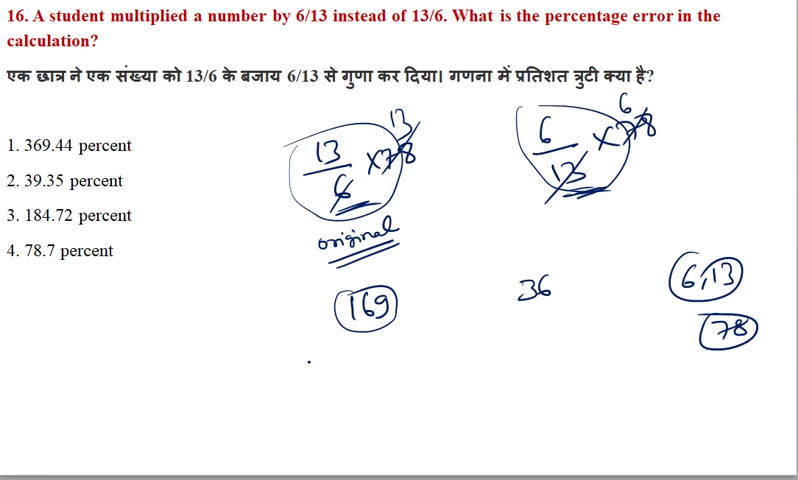 16. A student multiplied a number by 6/13 instead of 13/6. What is the percentage error in the
calculation?
एक छात्र ने एक संख्या को 13/6 के बजाय 6/13 से गुणा कर दिया। गणना में प्रतिशत त्रुटी क्या है?
1. 369.44 percent
2. 39.35 percent
3. 184.72 percent
4. 78.7 percent
13
13/6 × 78
original
169
6
6/13 × 78
36
6,13
78